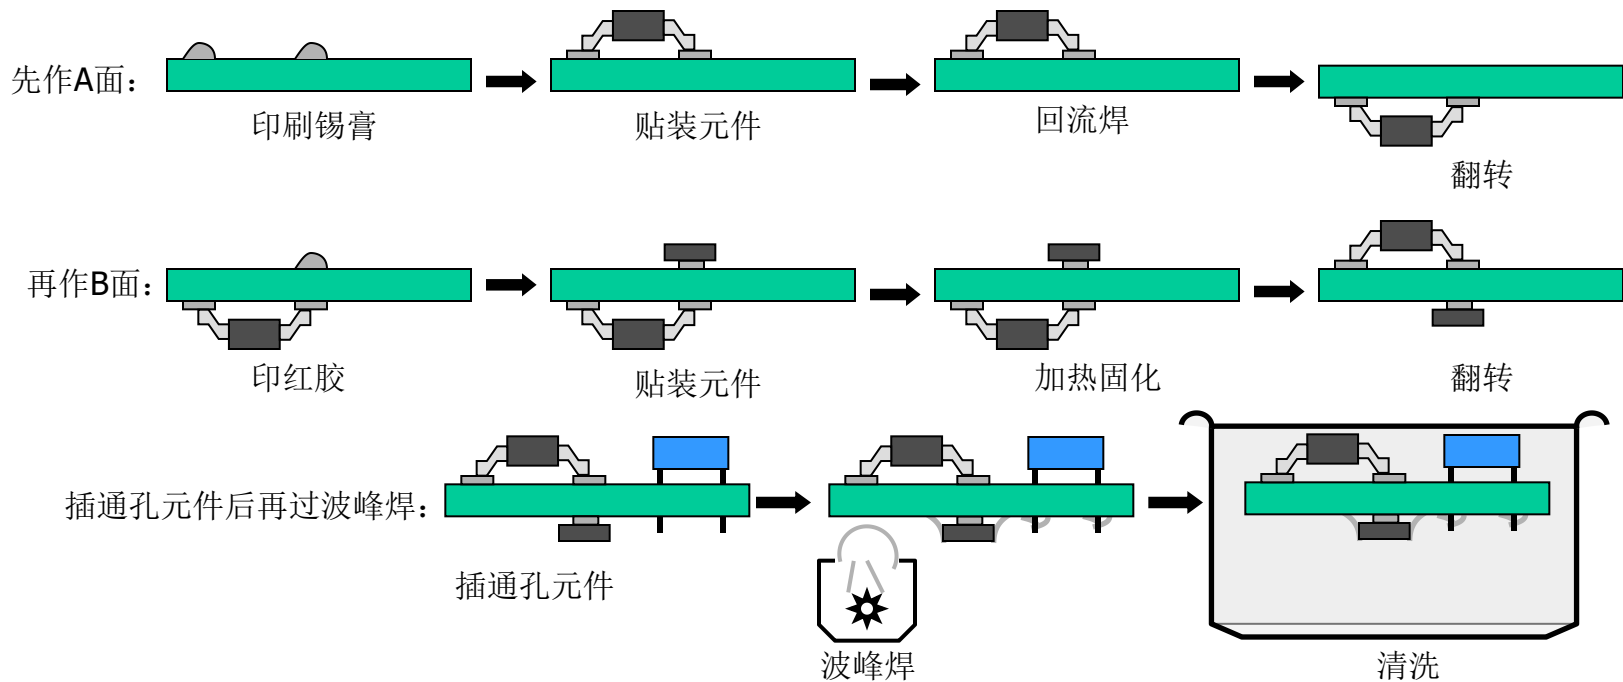 先作A面：
印刷锡膏
贴装元件
回流焊
翻转
再作B面：
印红胶
贴装元件
加热固化
翻转
插通孔元件后再过波峰焊：
插通孔元件
波峰焊
清洗